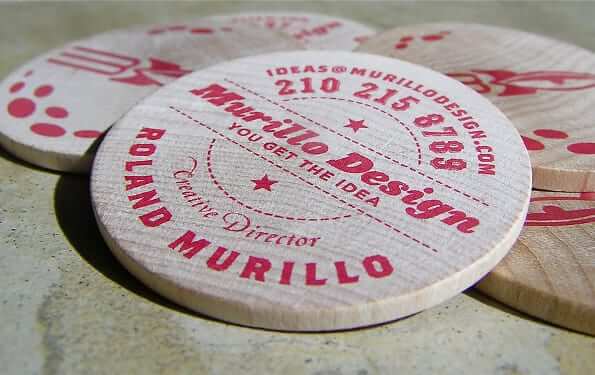 IDEAS@MURILLODESIGN.COM
210 215 8789
Murillo Design
YOU GET THE IDEA
Creative Director
ROLAND MURILLO